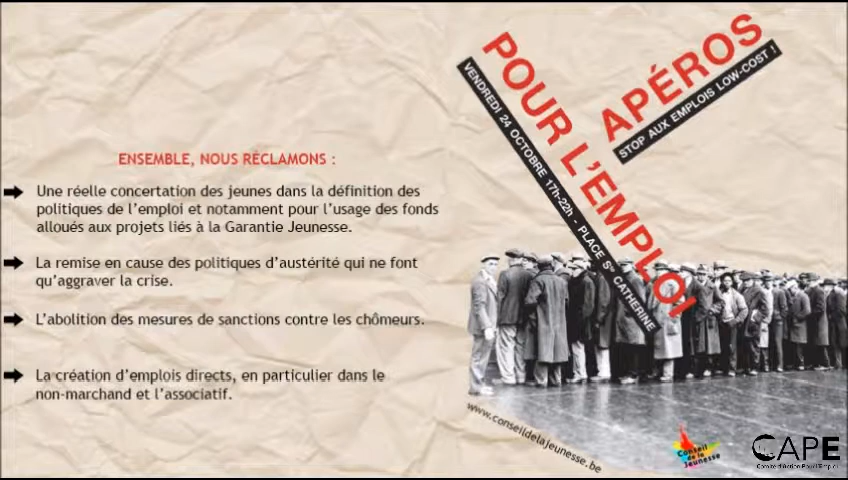 APÉROS
POUR L'EMPLOI
STOP AUX EMPLOIS LOW-COST !
VENDREDI 24 OCTOBRE 17h-22h - PLACE Ste CATHERINE
ENSEMBLE, NOUS RÉCLAMONS :
Une réelle concertation des jeunes dans la définition des
politiques de l'emploi et notamment pour l'usage des fonds
alloués aux projets liés à la Garantie Jeunesse.
La remise en cause des politiques d'austérité qui ne font
qu'aggraver la crise.
L'abolition des mesures de sanctions contre les chômeurs.
La création d'emplois directs, en particulier dans le
non-marchand et l'associatif.
www.conseildelajeunesse.be
Conseil
de la
Jeunesse
CAPE
Comité d'Action Pour l'Emploi